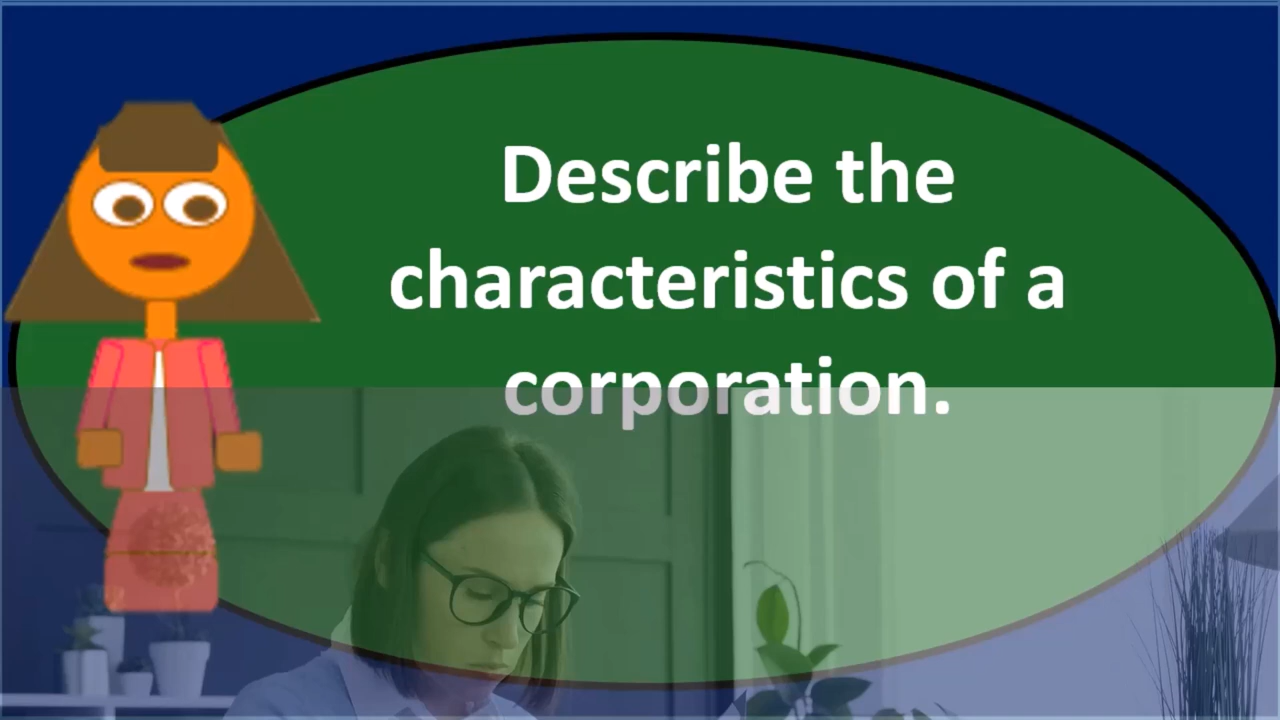 Describe the
characteristics of a
corporation.